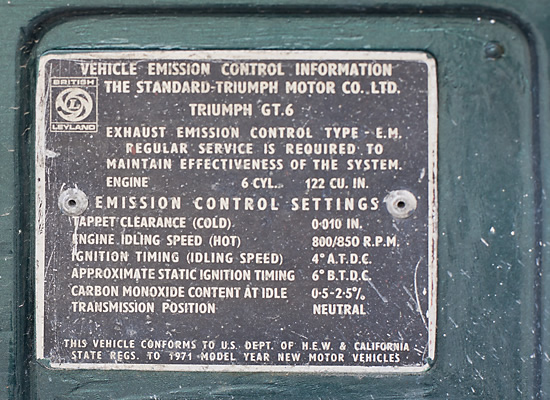 VEHICLE EMISSION CONTROL INFORMATION
BRITISH
L
LEYLAND
THE STANDARD-TRIUMPH MOTOR CO. LTD.
TRIUMPH GT.6
EXHAUST EMISSION CONTROL TYPE - E.M.
REGULAR SERVICE IS REQUIRED TO
MAINTAIN EFFECTIVENESS OF THE SYSTEM.
ENGINE 6 CYL. 122 CU. IN.
EMISSION CONTROL SETTINGS
TAPPET CLEARANCE (COLD) 0·010 IN.
ENGINE IDLING SPEED (HOT) 800/850 R.P.M.
IGNITION TIMING (IDLING SPEED) 4° A.T.D.C.
APPROXIMATE STATIC IGNITION TIMING 6° B.T.D.C.
CARBON MONOXIDE CONTENT AT IDLE 0·5-2·5%
TRANSMISSION POSITION NEUTRAL
THIS VEHICLE CONFORMS TO U.S. DEPT. OF H.E.W. & CALIFORNIA
STATE REGS. TO 1971 MODEL YEAR NEW MOTOR VEHICLES